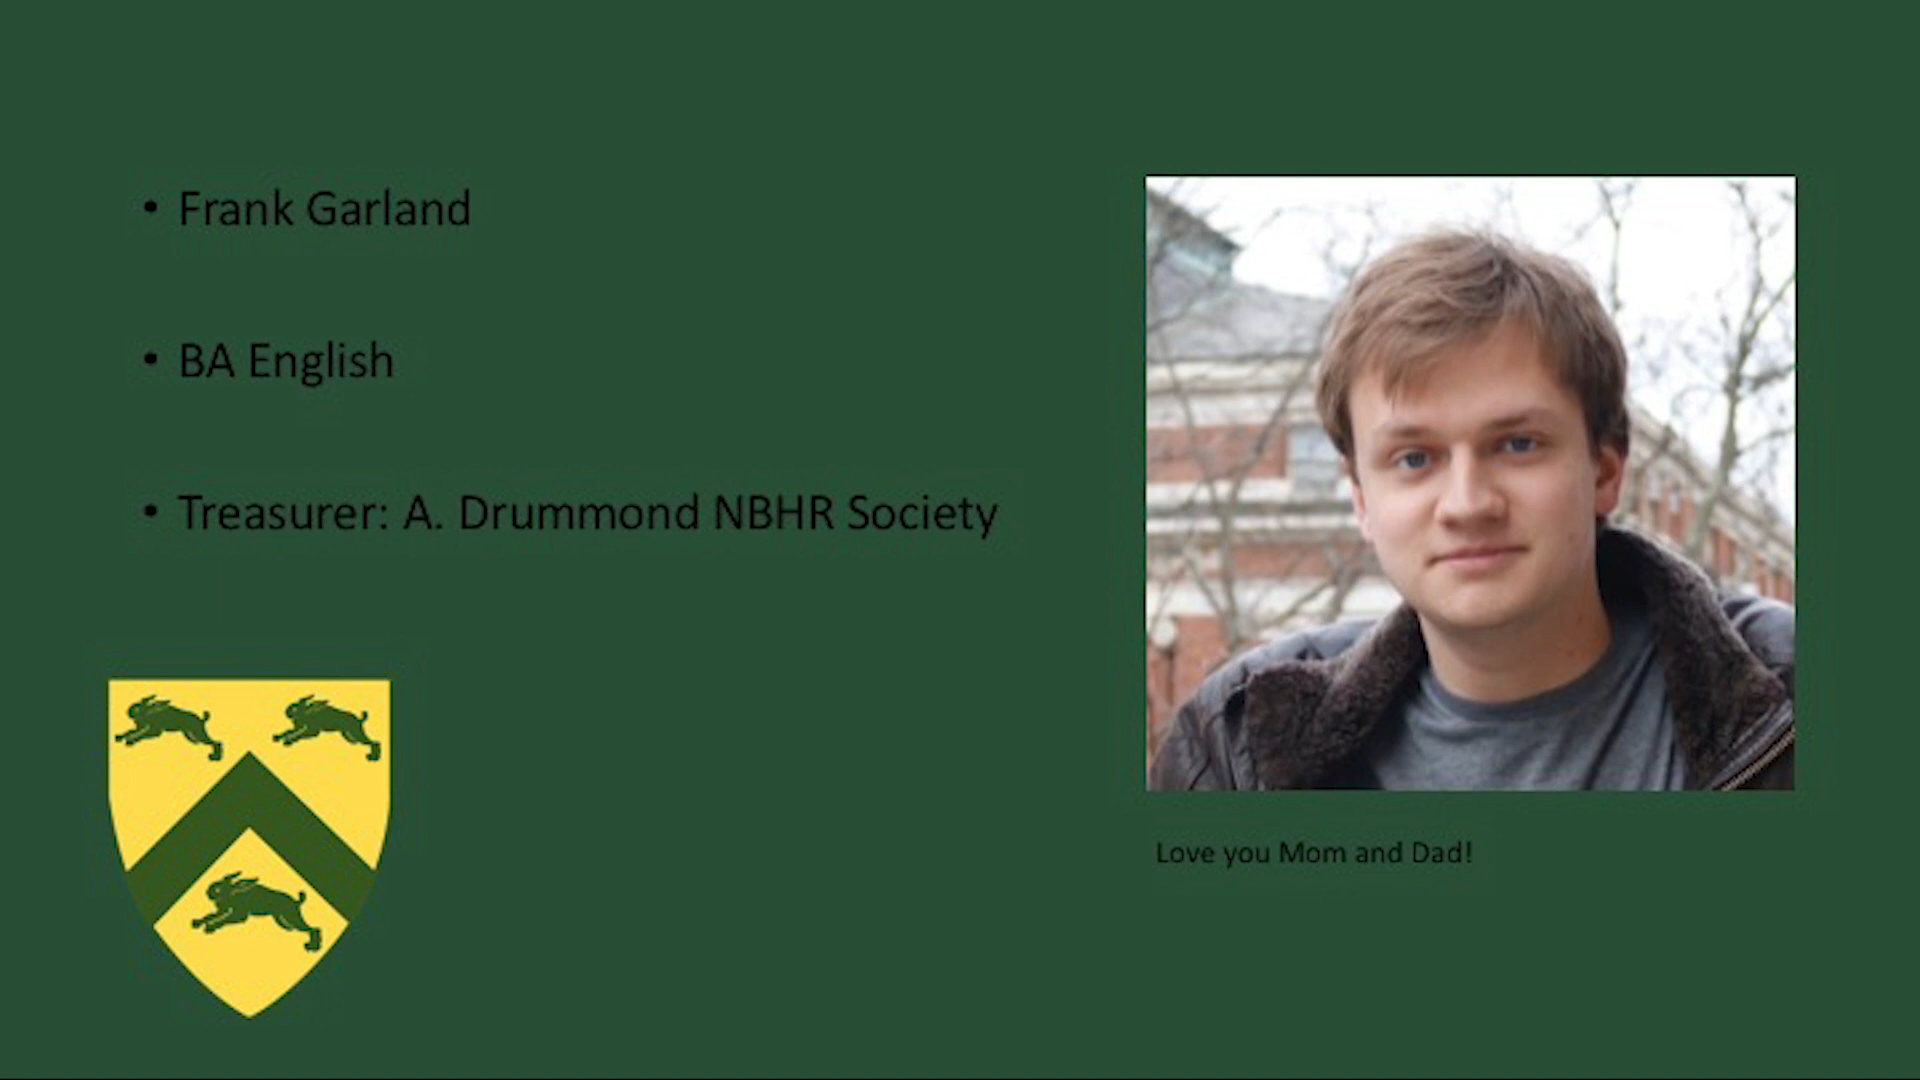 Frank Garland
BA English
Treasurer: A. Drummond NBHR Society
Love you Mom and Dad!